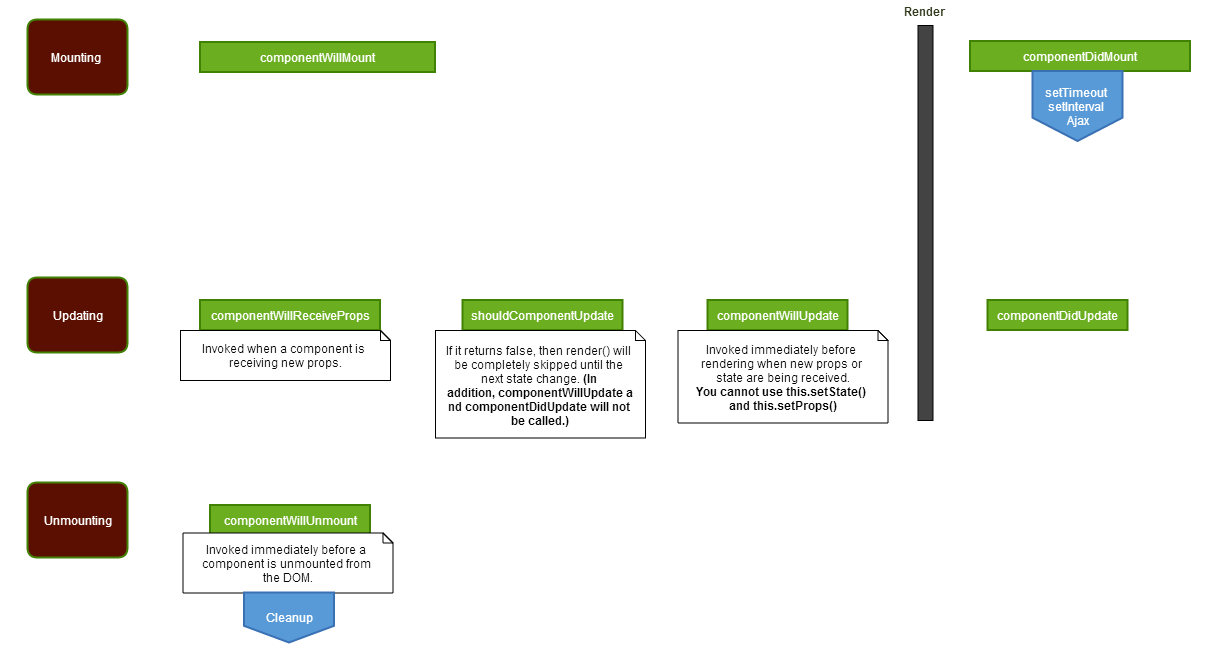 Render
Mounting
componentWillMount
componentDidMount
setTimeout
setInterval
Ajax
Updating
componentWillReceiveProps
Invoked when a component is
receiving new props.
shouldComponentUpdate
If it returns false, then render() will
be completely skipped until the
next state change. (In
addition, componentWillUpdate a
nd componentDidUpdate will not
be called.)
componentWillUpdate
Invoked immediately before
rendering when new props or
state are being received.
You cannot use this.setState()
and this.setProps()
componentDidUpdate
Unmounting
componentWillUnmount
Invoked immediately before a
component is unmounted from
the DOM.
Cleanup